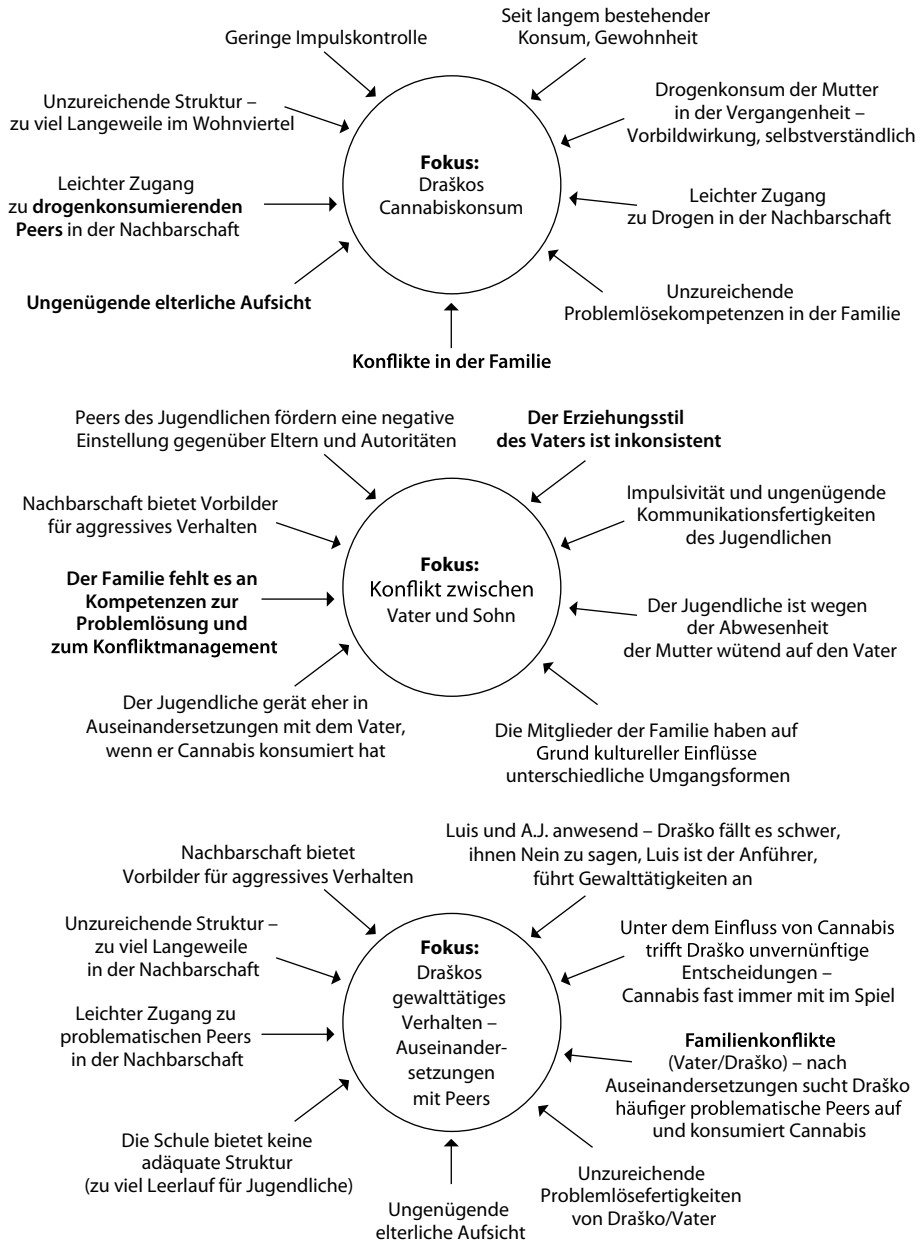 Geringe Impulskontrolle
Seit langem bestehender
Konsum, Gewohnheit
Unzureichende Struktur –
zu viel Langeweile im Wohnviertel
Drogenkonsum der Mutter
in der Vergangenheit –
Vorbildwirkung, selbstverständlich
Fokus:
Draškos
Cannabiskonsum
Leichter Zugang
zu drogenkonsumierenden
Peers in der Nachbarschaft
Leichter Zugang
zu Drogen in der Nachbarschaft
Ungenügende elterliche Aufsicht
Unzureichende
Problemlösekompetenzen in der Familie
Konflikte in der Familie
Peers des Jugendlichen fördern eine negative
Einstellung gegenüber Eltern und Autoritäten
Der Erziehungsstil
des Vaters ist inkonsistent
Nachbarschaft bietet Vorbilder
für aggressives Verhalten
Impulsivität und ungenügende
Kommunikationsfertigkeiten
des Jugendlichen
Fokus:
Konflikt zwischen
Vater und Sohn
Der Familie fehlt es an
Kompetenzen zur
Problemlösung und
zum Konfliktmanagement
Der Jugendliche ist wegen
der Abwesenheit
der Mutter wütend auf den Vater
Der Jugendliche gerät eher in
Auseinandersetzungen mit dem Vater,
wenn er Cannabis konsumiert hat
Die Mitglieder der Familie haben auf
Grund kultureller Einflüsse
unterschiedliche Umgangsformen
Nachbarschaft bietet
Vorbilder für aggressives Verhalten
Luis und A.J. anwesend – Draško fällt es schwer,
ihnen Nein zu sagen, Luis ist der Anführer,
führt Gewalttätigkeiten an
Unzureichende Struktur –
zu viel Langeweile
in der Nachbarschaft
Unter dem Einfluss von Cannabis
trifft Draško unvernünftige
Entscheidungen –
Cannabis fast immer mit im Spiel
Fokus:
Draškos
gewalttätiges
Verhalten –
Auseinander-
setzungen
mit Peers
Leichter Zugang zu
problematischen Peers
in der Nachbarschaft
Familienkonflikte
(Vater/Draško) – nach
Auseinandersetzungen sucht Draško
häufiger problematische Peers auf
und konsumiert Cannabis
Die Schule bietet keine
adäquate Struktur
(zu viel Leerlauf für Jugendliche)
Ungenügende
elterliche Aufsicht
Unzureichende
Problemlösefertigkeiten
von Draško/Vater